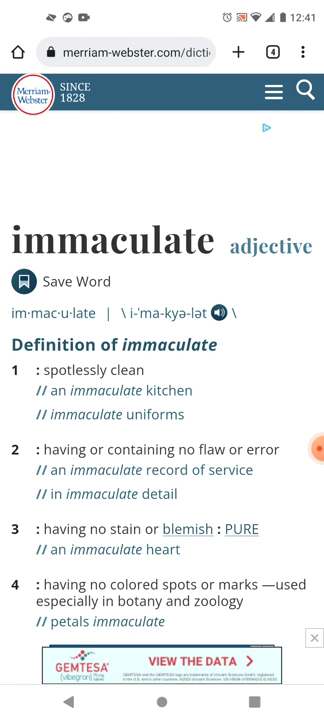 12:41
merriam-webster.com/dicti
4
Merriam-
Webster
SINCE
1828
immaculate adjective
Save Word
im·mac·u·late | \ i-ˈma-kyə-lət \
Definition of immaculate
1 : spotlessly clean
// an immaculate kitchen
// immaculate uniforms
2 : having or containing no flaw or error
// an immaculate record of service
// in immaculate detail
3 : having no stain or blemish : PURE
// an immaculate heart
4 : having no colored spots or marks —used
especially in botany and zoology
// petals immaculate
GEMTESA
(vibegron) 75 mg
tablets
VIEW THE DATA